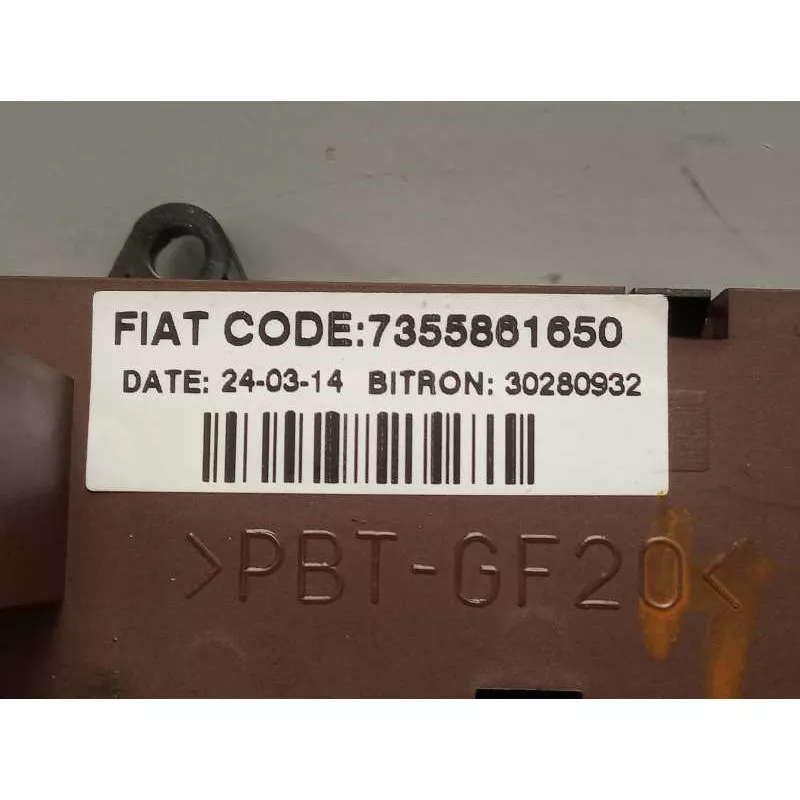 FIAT CODE:7355861650
DATE: 24-03-14 BITRON: 30280932
>PBT-GF20<